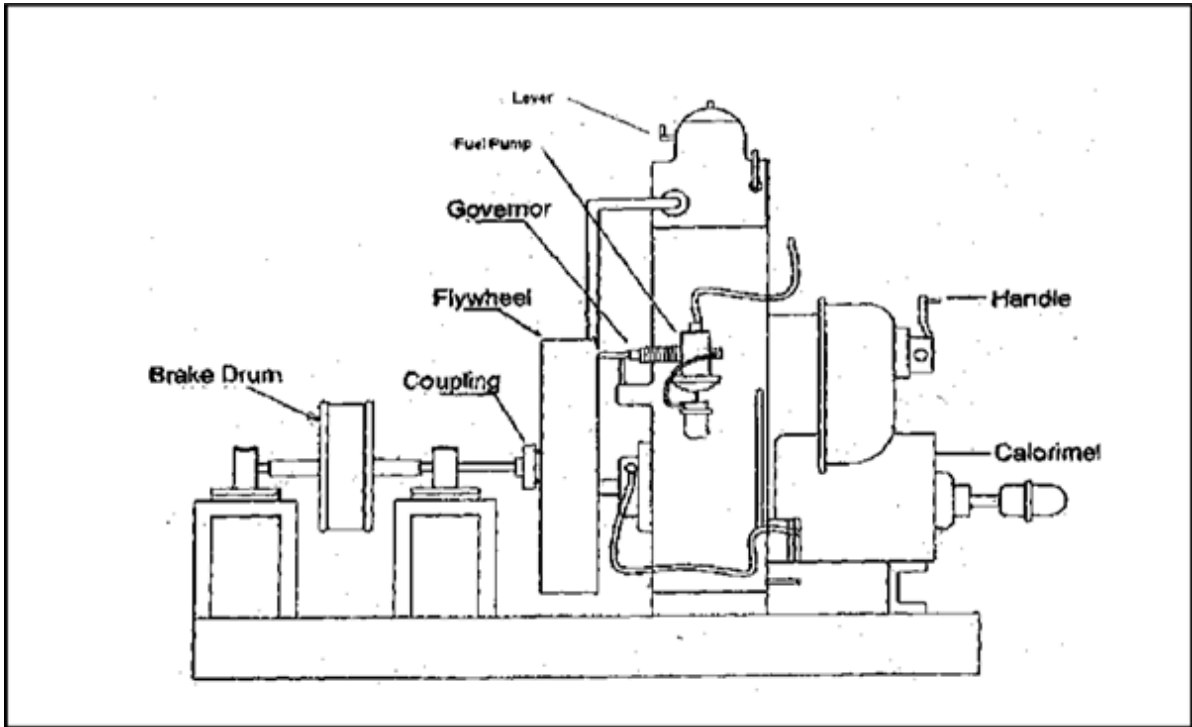 Lever
Fuel Pump
Governor
Flywheel
Handle
Brake Drum
Coupling
Calorimet